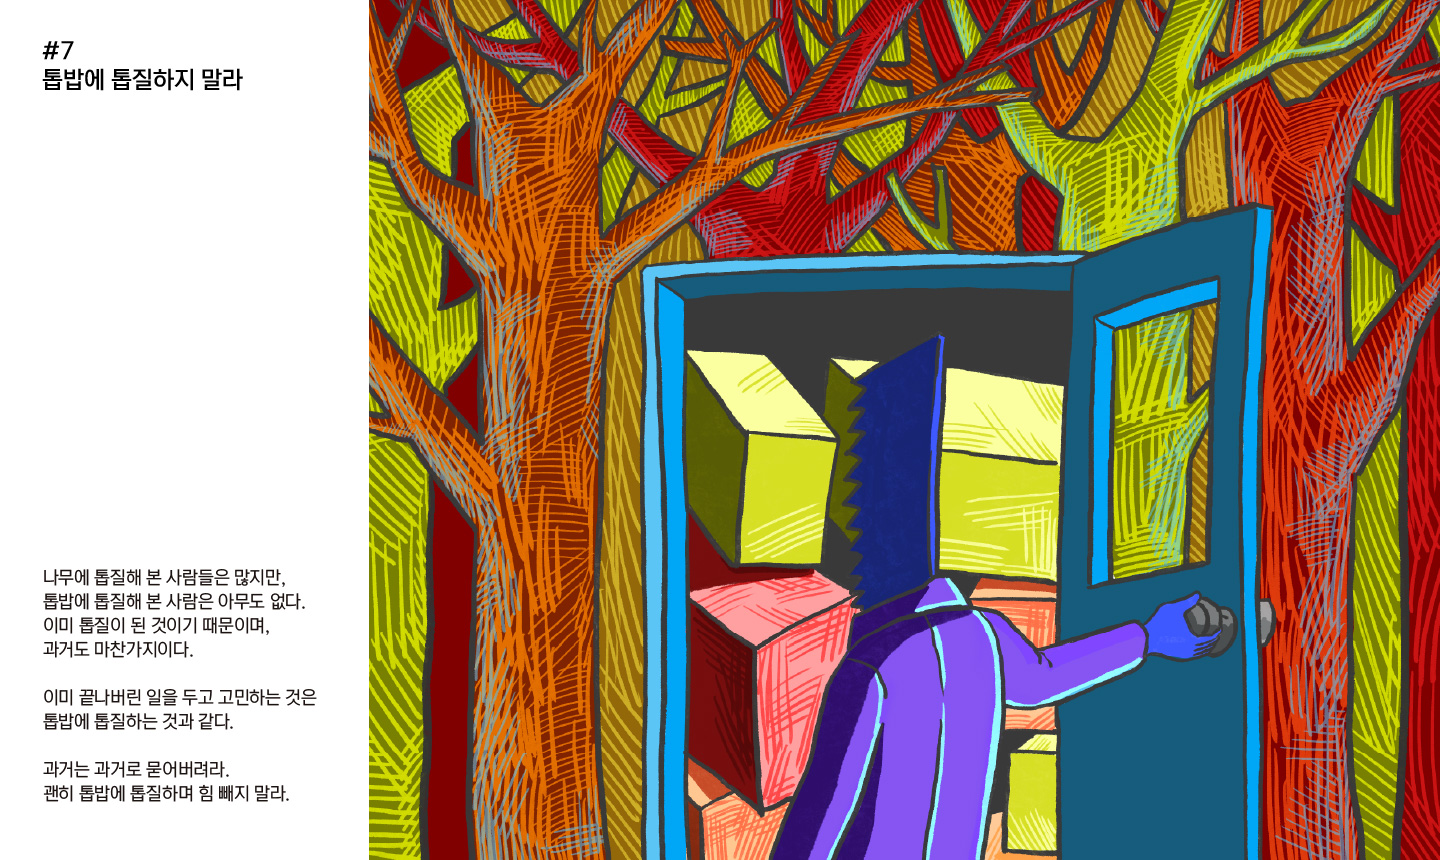 #7
톱밥에 톱질하지 말라
나무에 톱질해 본 사람들은 많지만,
톱밥에 톱질해 본 사람은 아무도 없다.
이미 톱질이 된 것이기 때문이며,
과거도 마찬가지이다.
이미 끝나버린 일을 두고 고민하는 것은
톱밥에 톱질하는 것과 같다.
과거는 과거로 묻어버려라.
괜히 톱밥에 톱질하며 힘 빼지 말라.